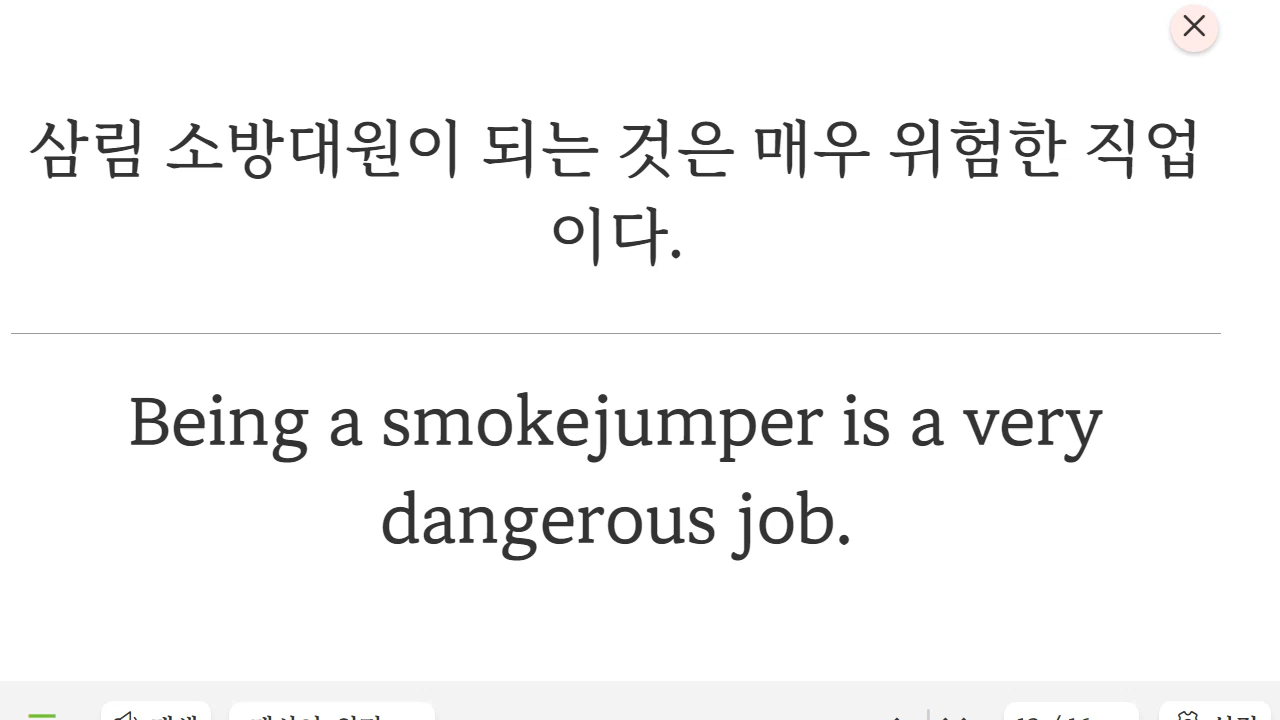 삼림 소방대원이 되는 것은 매우 위험한 직업
이다.
Being a smokejumper is a very
dangerous job.